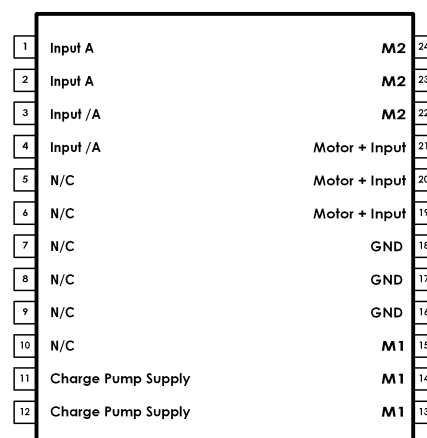 1 Input A M2 24
2 Input A M2 23
3 Input /A M2 22
4 Input /A Motor + Input 21
5 N/C Motor + Input 20
6 N/C Motor + Input 19
7 N/C GND 18
8 N/C GND 17
9 N/C GND 16
10 N/C M1 15
11 Charge Pump Supply M1 14
12 Charge Pump Supply M1 13